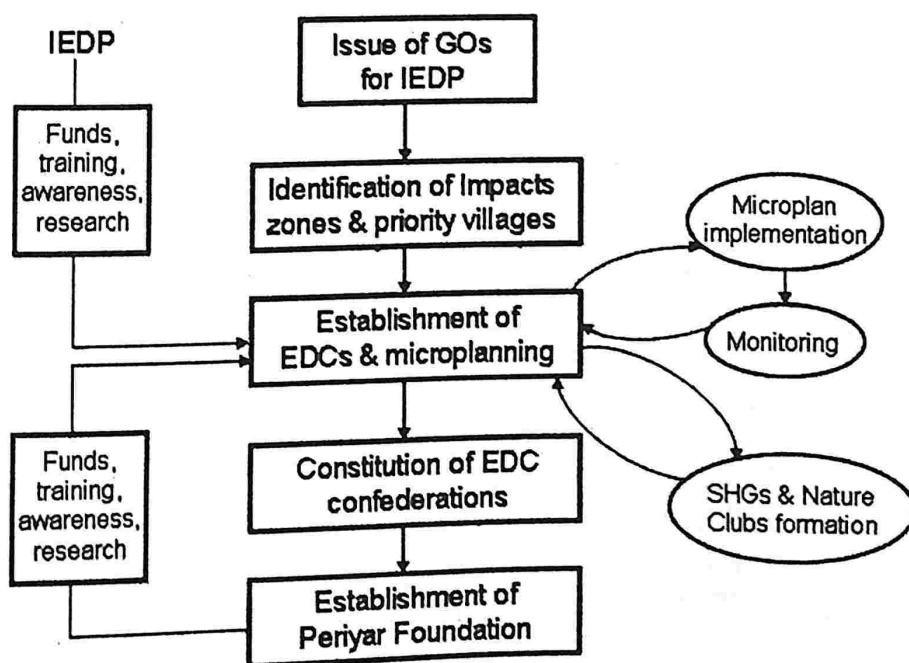 IEDP
Issue of GOs
for IEDP
Funds,
training,
awareness,
research
Identification of Impacts
zones & priority villages
Microplan
implementation
Establishment of
EDCs & microplanning
Monitoring
Funds,
training,
awareness,
research
Constitution of EDC
confederations
SHGs & Nature
Clubs formation
Establishment of
Periyar Foundation